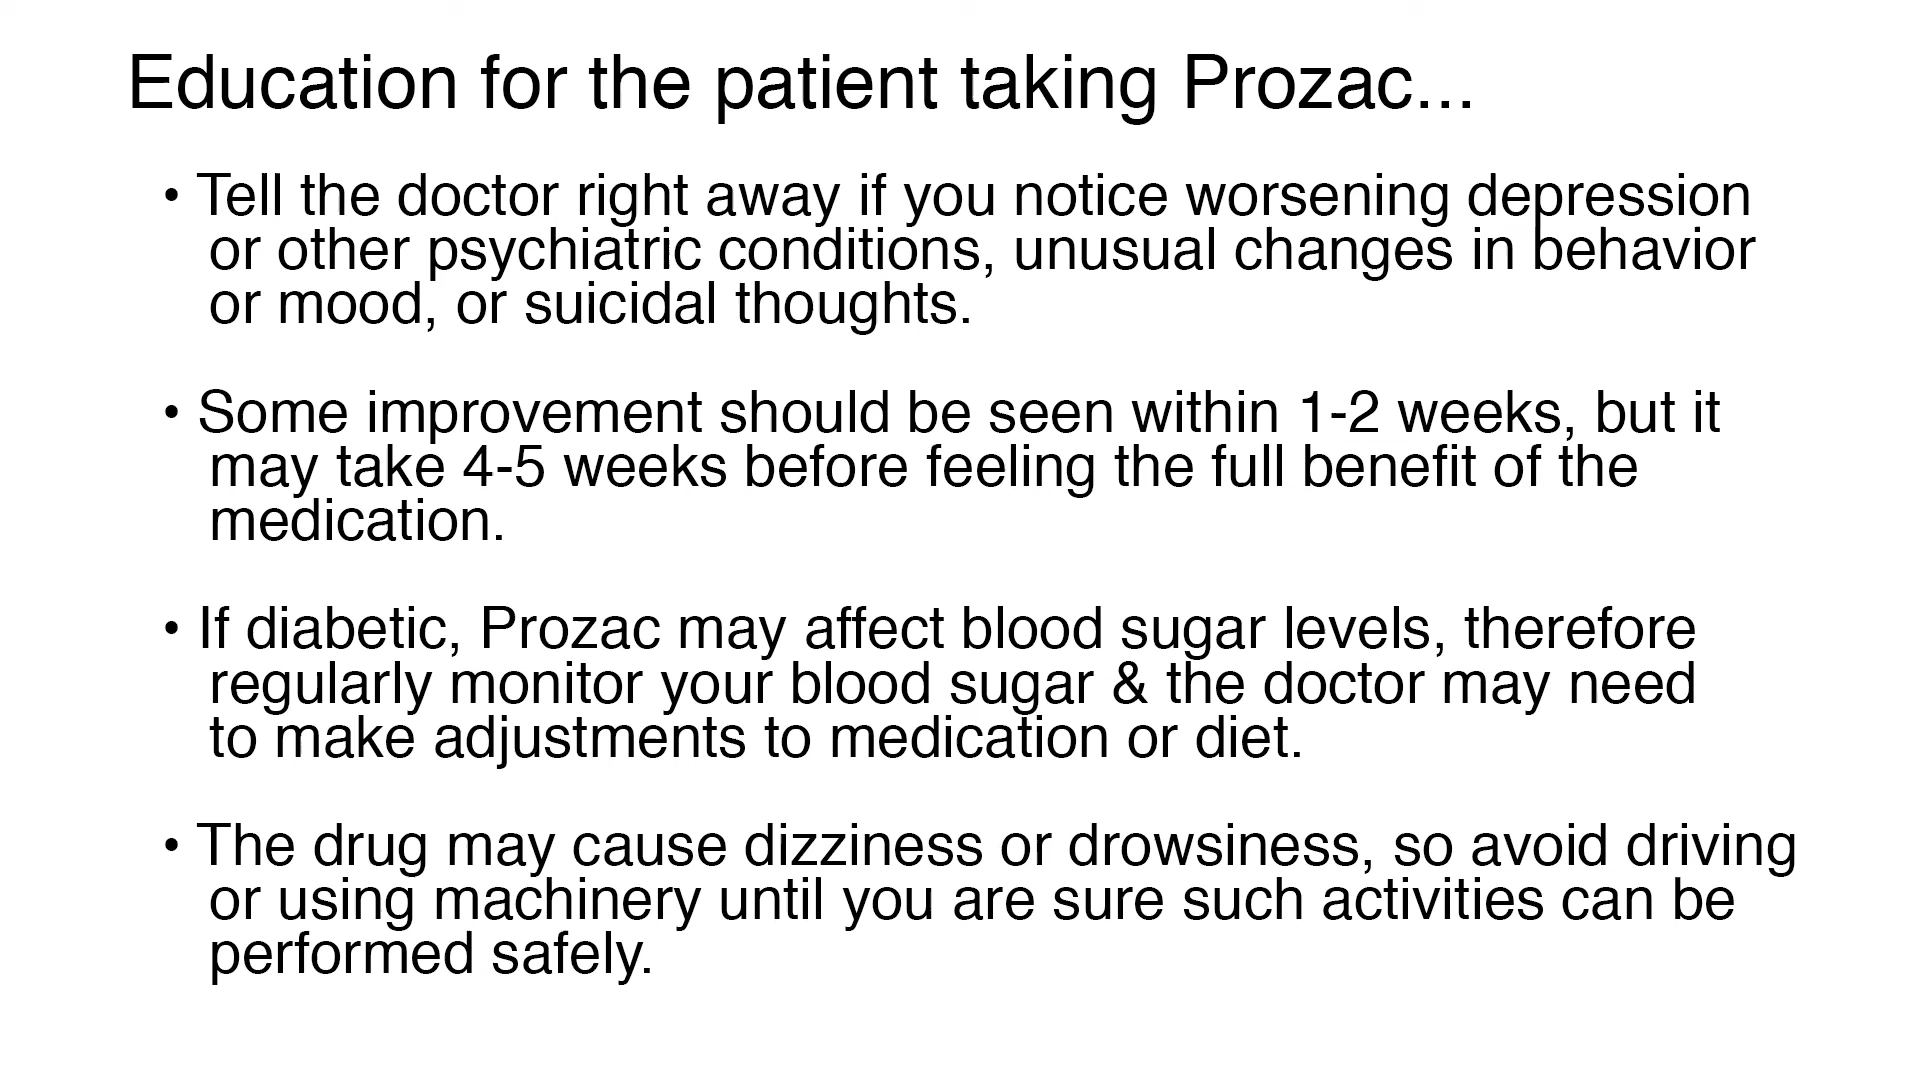 Education for the patient taking Prozac...
• Tell the doctor right away if you notice worsening depression
or other psychiatric conditions, unusual changes in behavior
or mood, or suicidal thoughts.
• Some improvement should be seen within 1-2 weeks, but it
may take 4-5 weeks before feeling the full benefit of the
medication.
• If diabetic, Prozac may affect blood sugar levels, therefore
regularly monitor your blood sugar & the doctor may need
to make adjustments to medication or diet.
• The drug may cause dizziness or drowsiness, so avoid driving
or using machinery until you are sure such activities can be
performed safely.